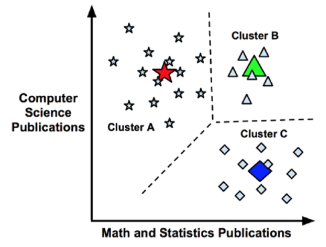 Cluster B
Computer
Science
Publications
Cluster A
Cluster C
Math and Statistics Publications